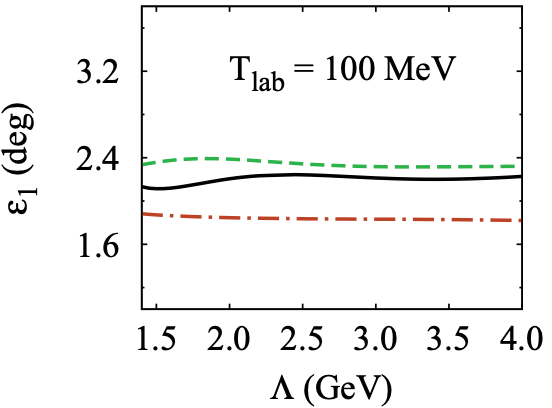 T_lab = 100 MeV
ε₁ (deg)
3.2
2.4
1.6
1.5 2.0 2.5 3.0 3.5 4.0
Λ (GeV)